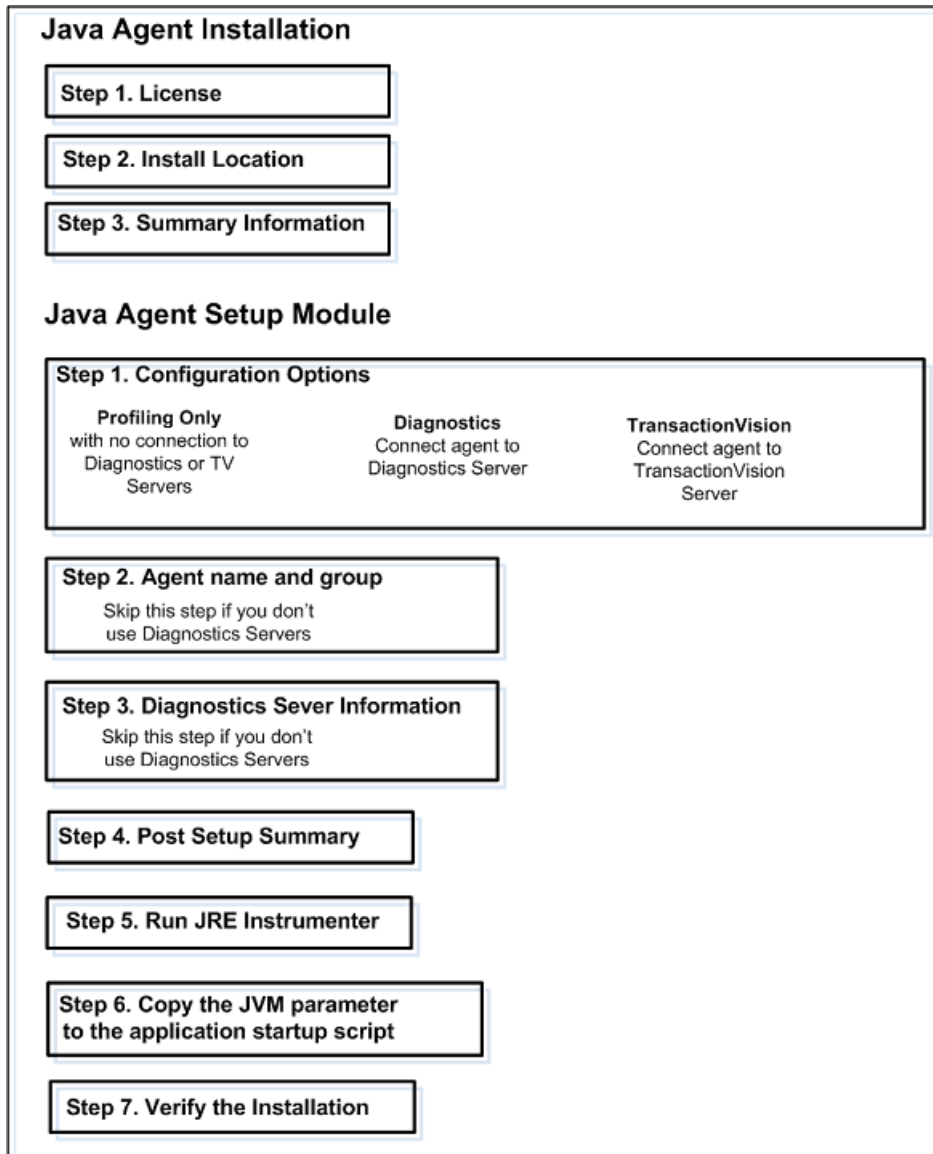 Java Agent Installation
Step 1. License
Step 2. Install Location
Step 3. Summary Information
Java Agent Setup Module
Step 1. Configuration Options
Profiling Only
with no connection to
Diagnostics or TV
Servers
Diagnostics
Connect agent to
Diagnostics Server
TransactionVision
Connect agent to
TransactionVision
Server
Step 2. Agent name and group
Skip this step if you don't
use Diagnostics Servers
Step 3. Diagnostics Sever Information
Skip this step if you don't
use Diagnostics Servers
Step 4. Post Setup Summary
Step 5. Run JRE Instrumenter
Step 6. Copy the JVM parameter
to the application startup script
Step 7. Verify the Installation